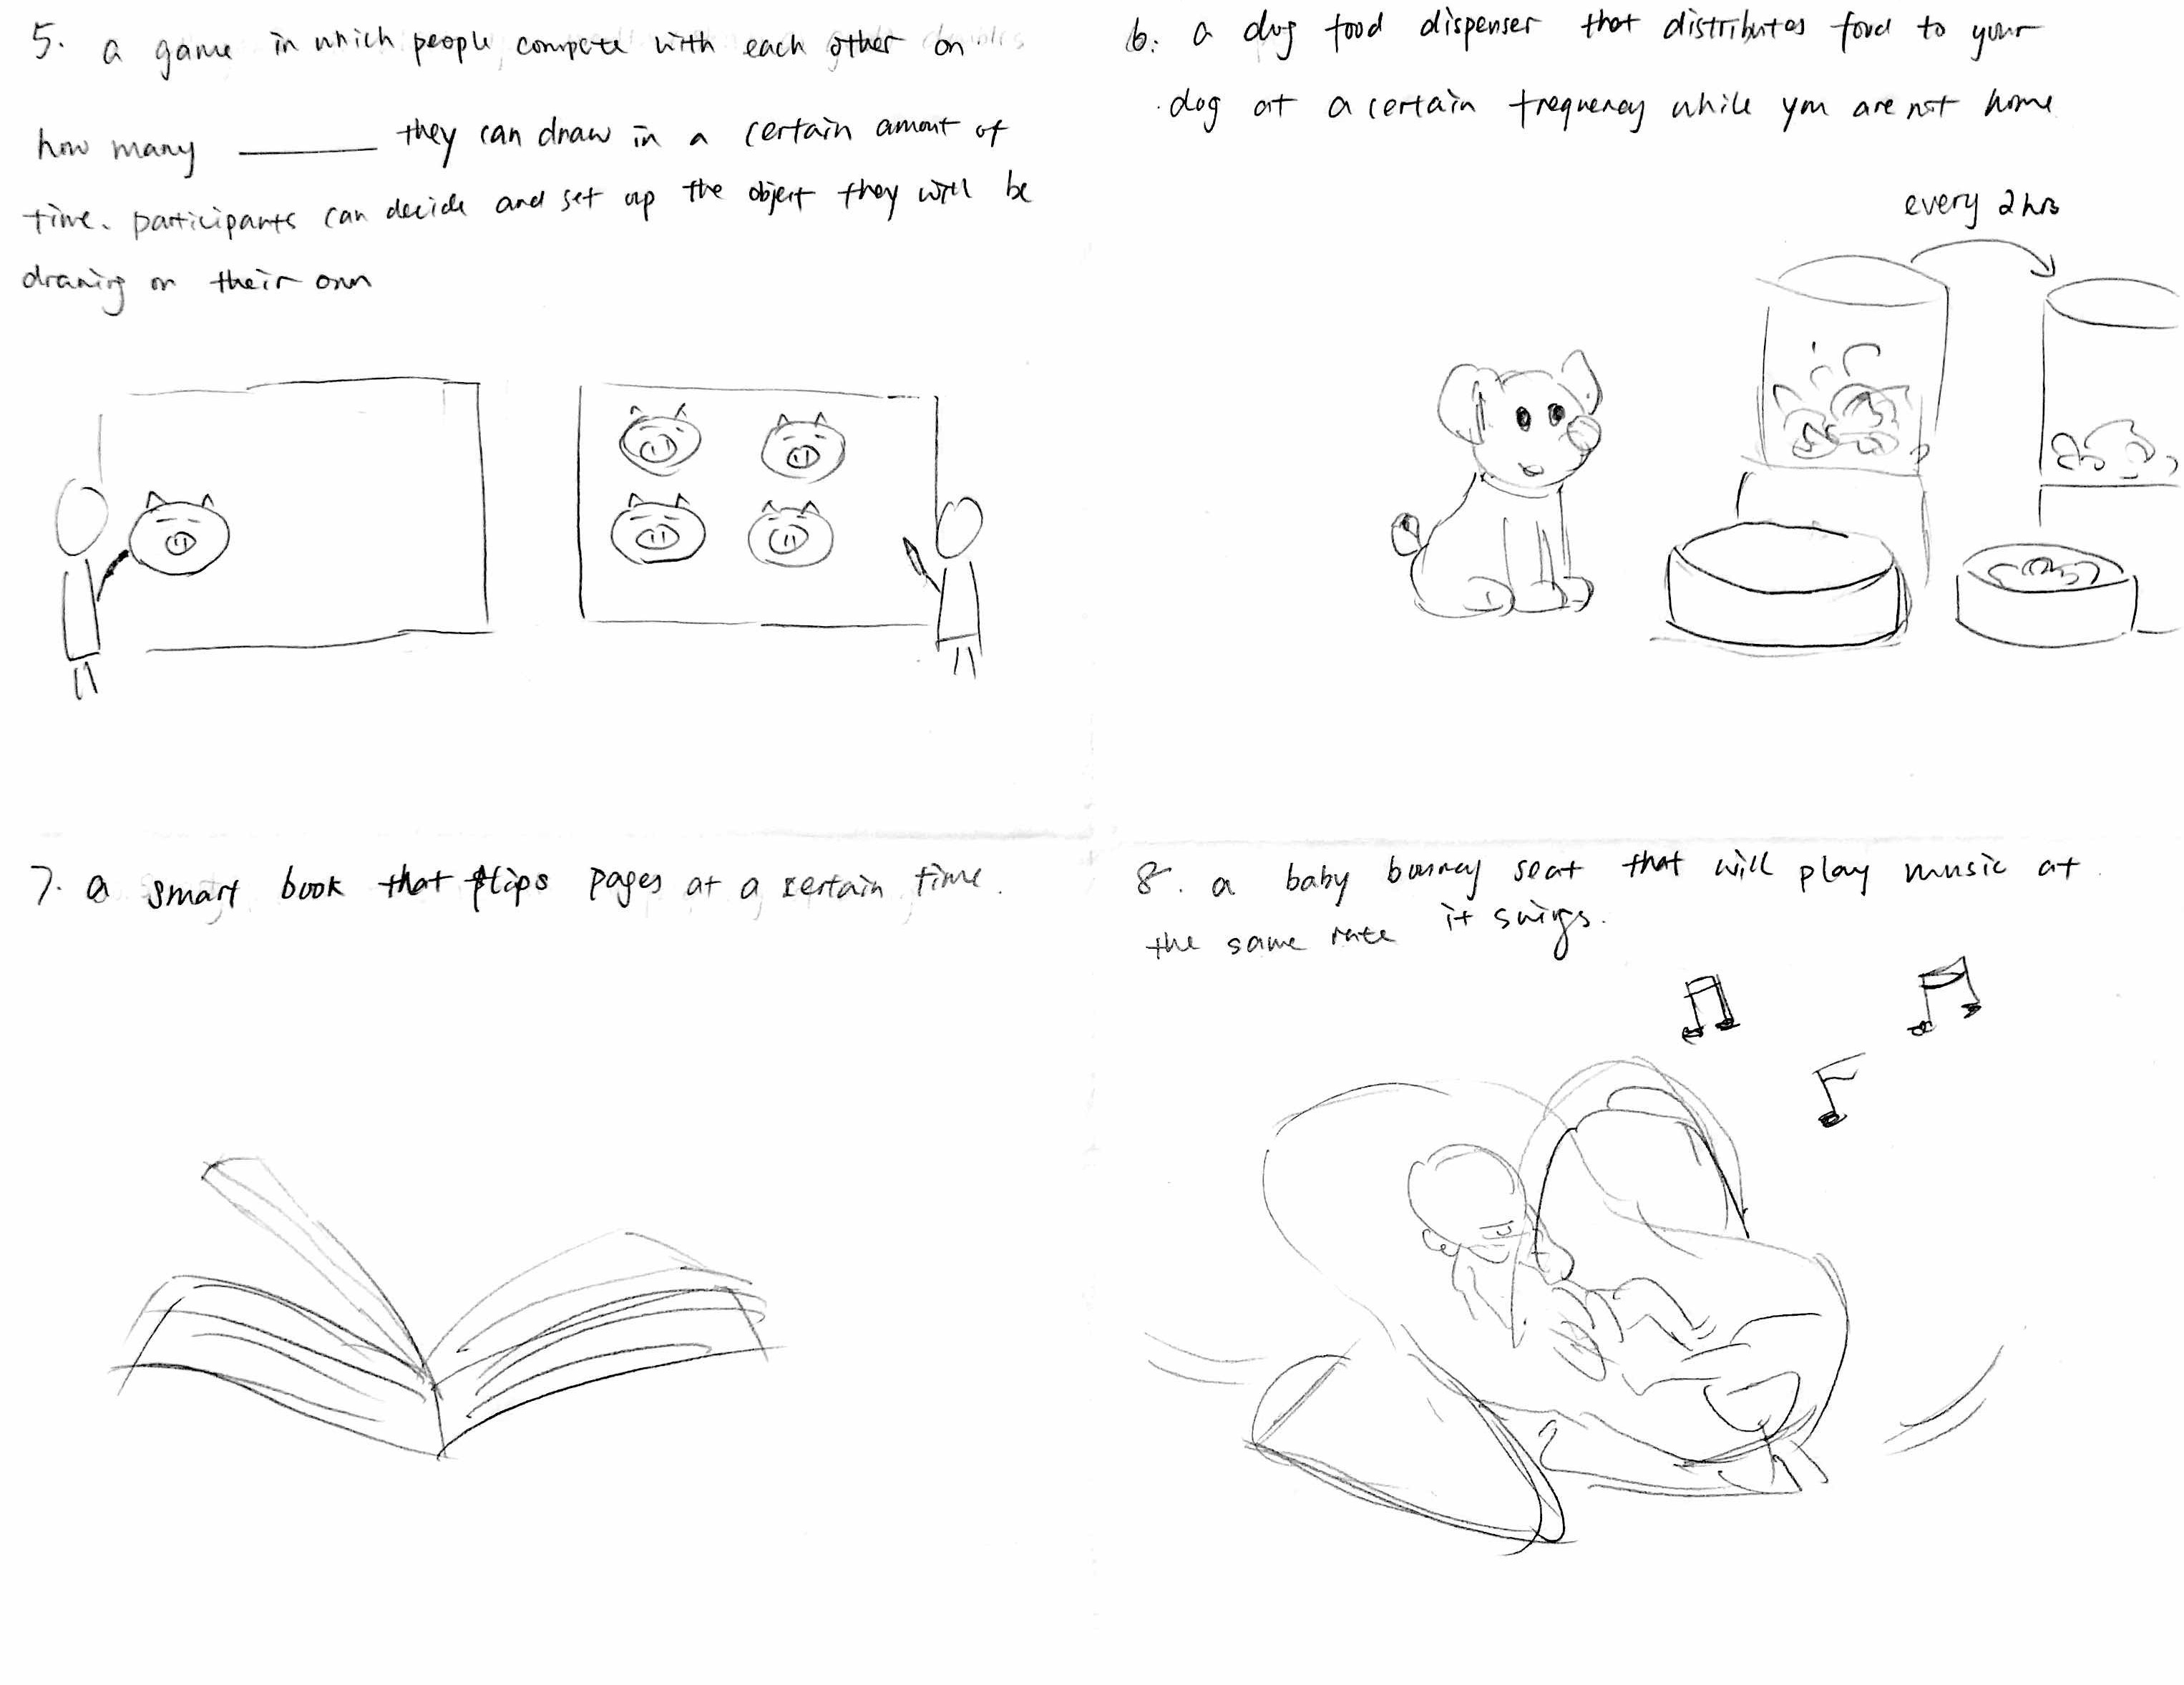 5. a game in which people compete with each other on
how many ______ they can draw in a certain amout of
time. participants can decide and set up the object they will be
drawing on their own
6. a dog food dispenser that distributes food to your
dog at a certain frequency while you are not home
every 2 hrs
7. a smart book that flips pages at a certain time.
8. a baby bouncy seat that will play music at
the same rate it swings.